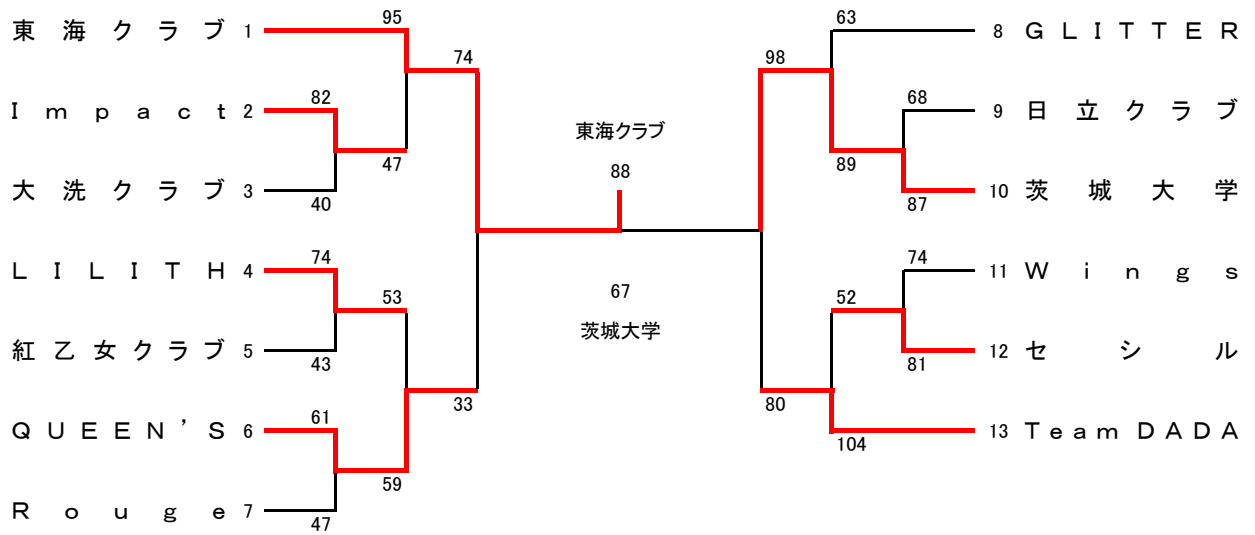 東海クラブ 1 95
74
Impact 2 82
47
大洗クラブ 3 40
LILITH 4 74
53
紅乙女クラブ 5 43
33
QUEEN'S 6 61
59
Rouge 7 47
東海クラブ
88
67
茨城大学
63 8 GLITTER
98
68 9 日立クラブ
89
87 10 茨城大学
74 11 Wings
52
81 12 セシル
80
104 13 Team DADA